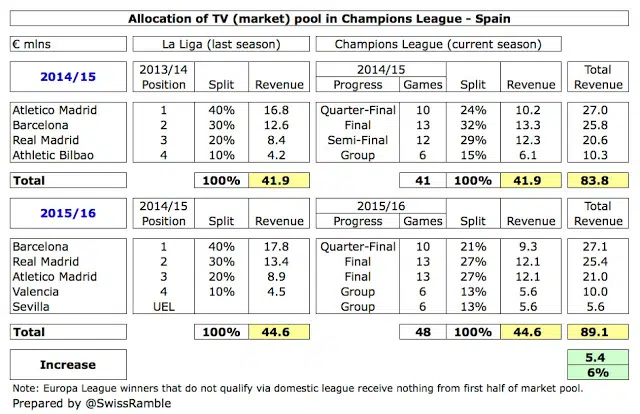 Allocation of TV (market) pool in Champions League - Spain
€ mlns La Liga (last season) Champions League (current season)
2014/15 2013/14 2014/15 Total
Position Split Revenue Progress Games Split Revenue Revenue
Atletico Madrid 1 40% 16.8 Quarter-Final 10 24% 10.2 27.0
Barcelona 2 30% 12.6 Final 13 32% 13.3 25.8
Real Madrid 3 20% 8.4 Semi-Final 12 29% 12.3 20.6
Athletic Bilbao 4 10% 4.2 Group 6 15% 6.1 10.3
Total 100% 41.9 41 100% 41.9 83.8
2015/16 2014/15 2015/16 Total
Position Split Revenue Progress Games Split Revenue Revenue
Barcelona 1 40% 17.8 Quarter-Final 10 21% 9.3 27.1
Real Madrid 2 30% 13.4 Final 13 27% 12.1 25.4
Atletico Madrid 3 20% 8.9 Final 13 27% 12.1 21.0
Valencia 4 10% 4.5 Group 6 13% 5.6 10.0
Sevilla UEL Group 6 13% 5.6 5.6
Total 100% 44.6 48 100% 44.6 89.1
Increase 5.4
6%
Note: Europa League winners that do not qualify via domestic league receive nothing from first half of market pool.
Prepared by @SwissRamble